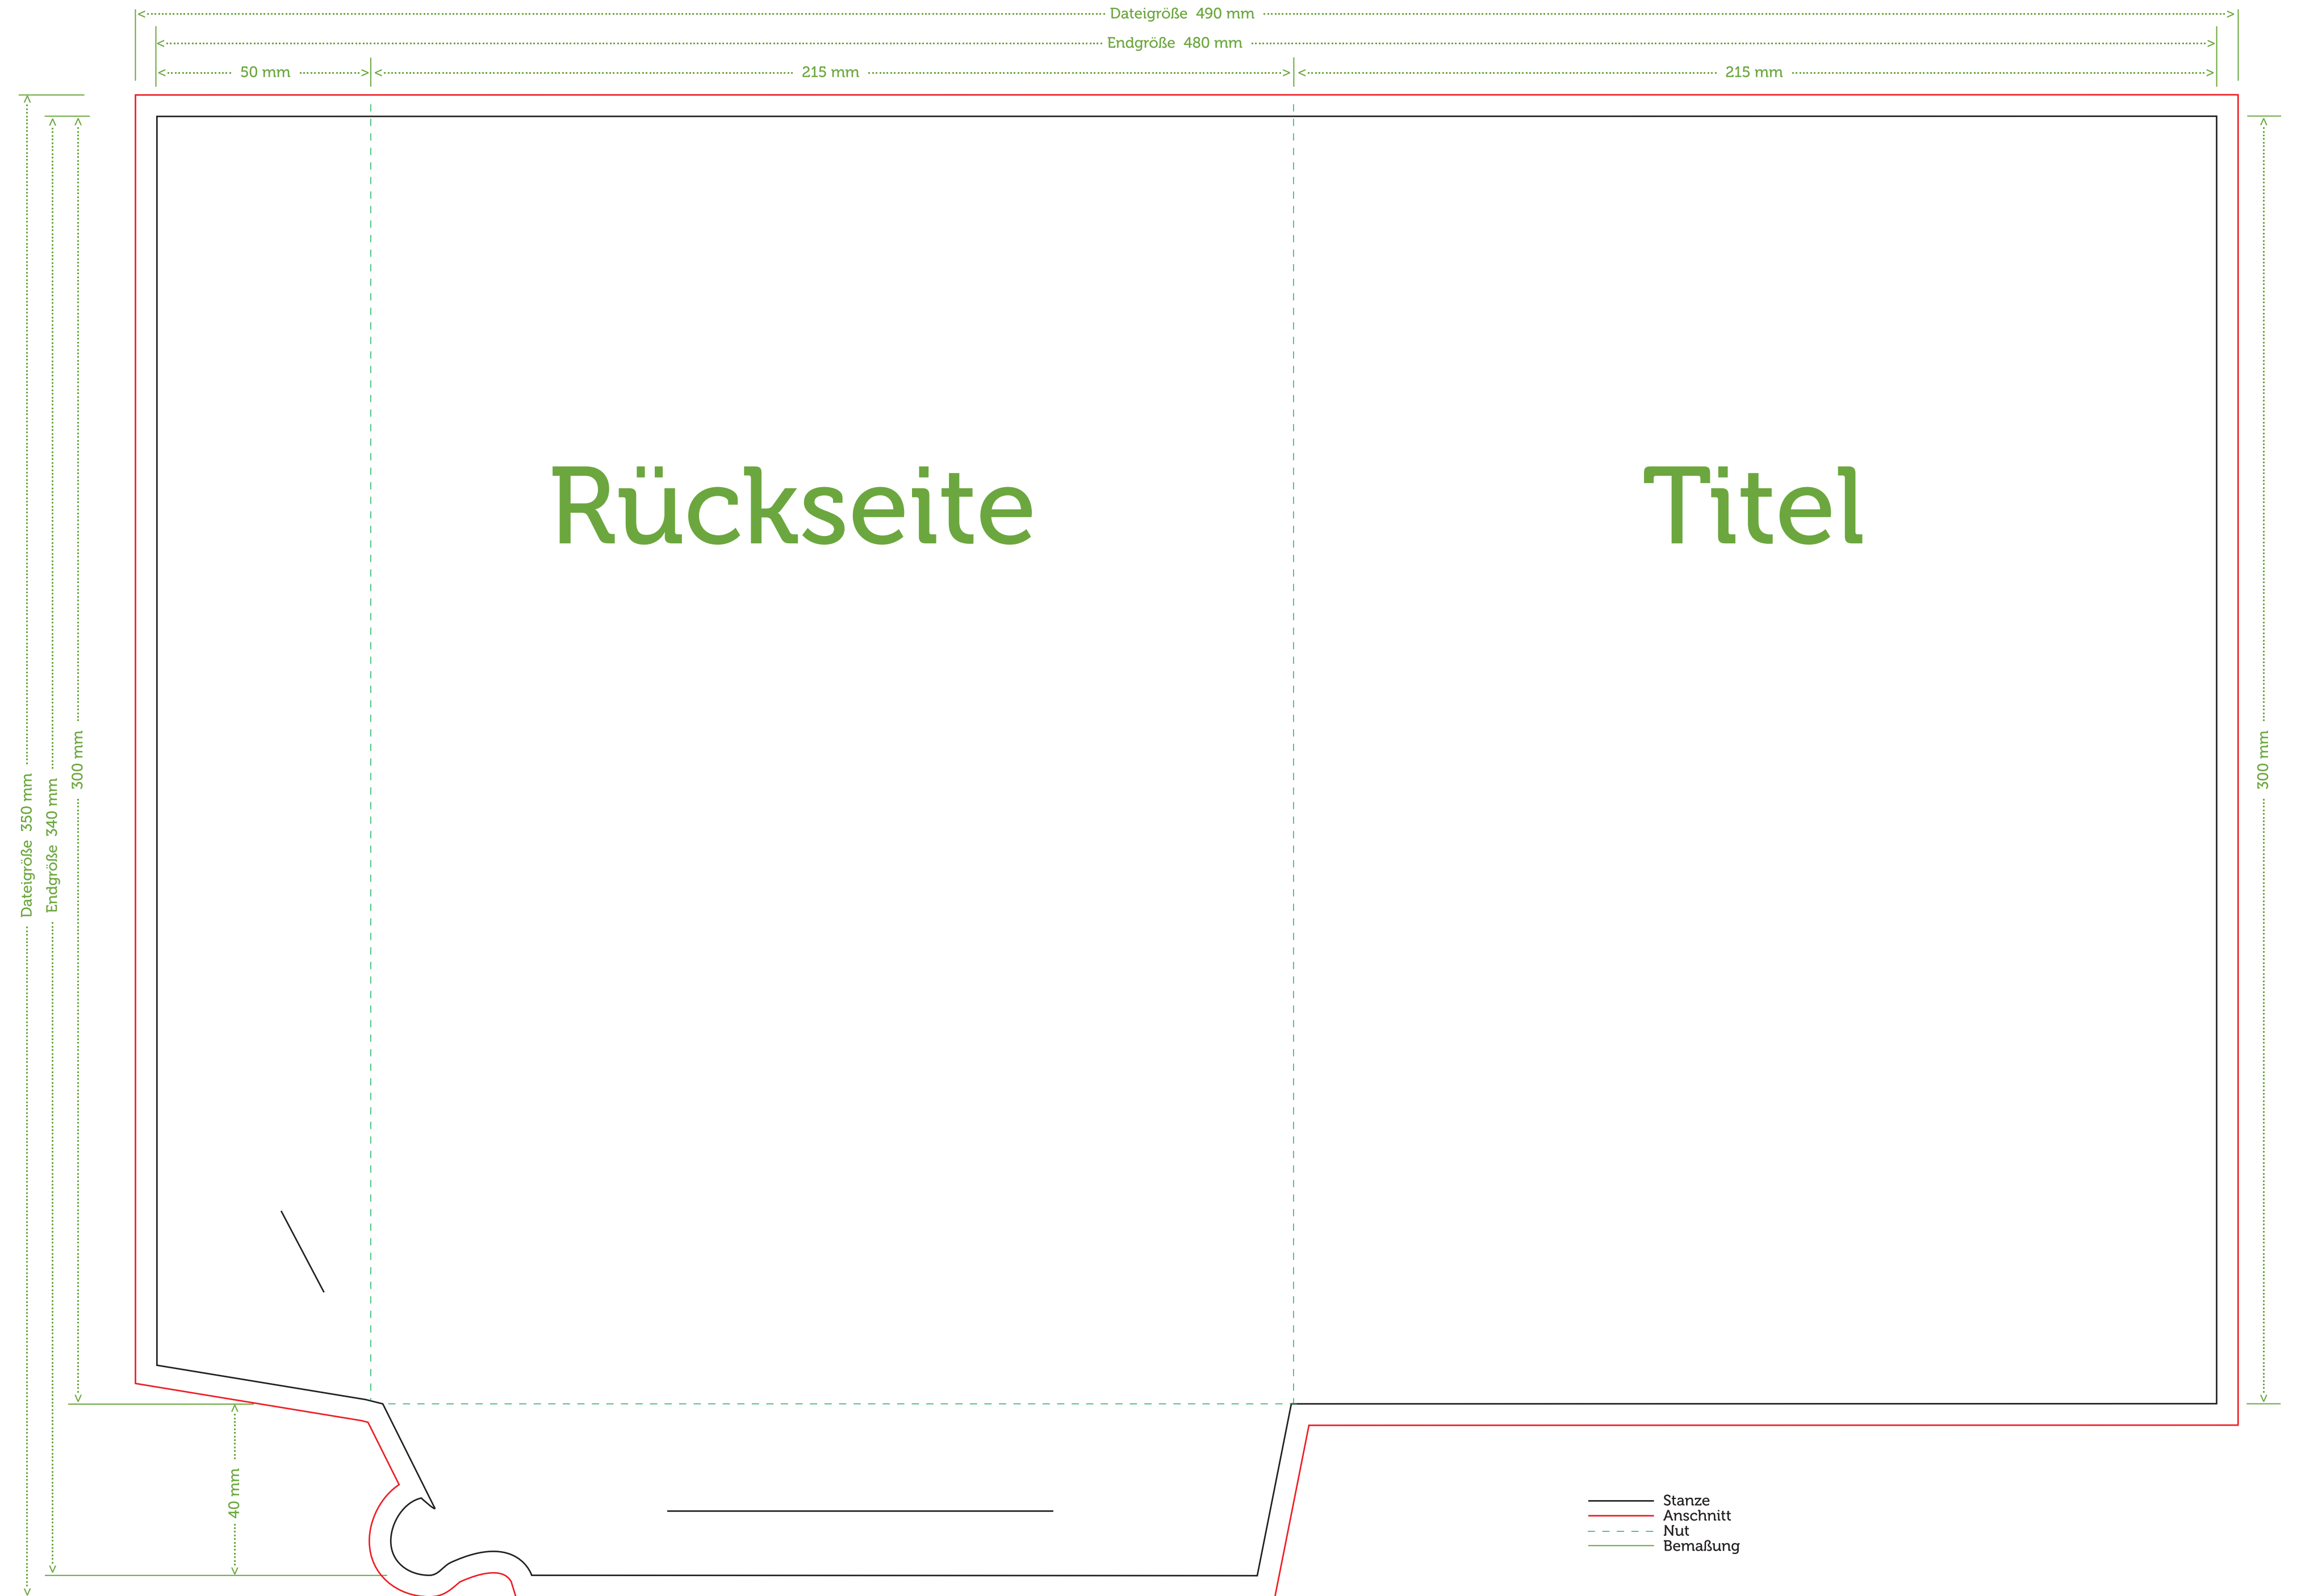 Dateigröße 490 mm
Endgröße 480 mm
50 mm
215 mm
215 mm
Rückseite
Titel
Dateigröße 350 mm
Endgröße 340 mm
300 mm
300 mm
40 mm
Stanze
Anschnitt
Nut
Bemaßung